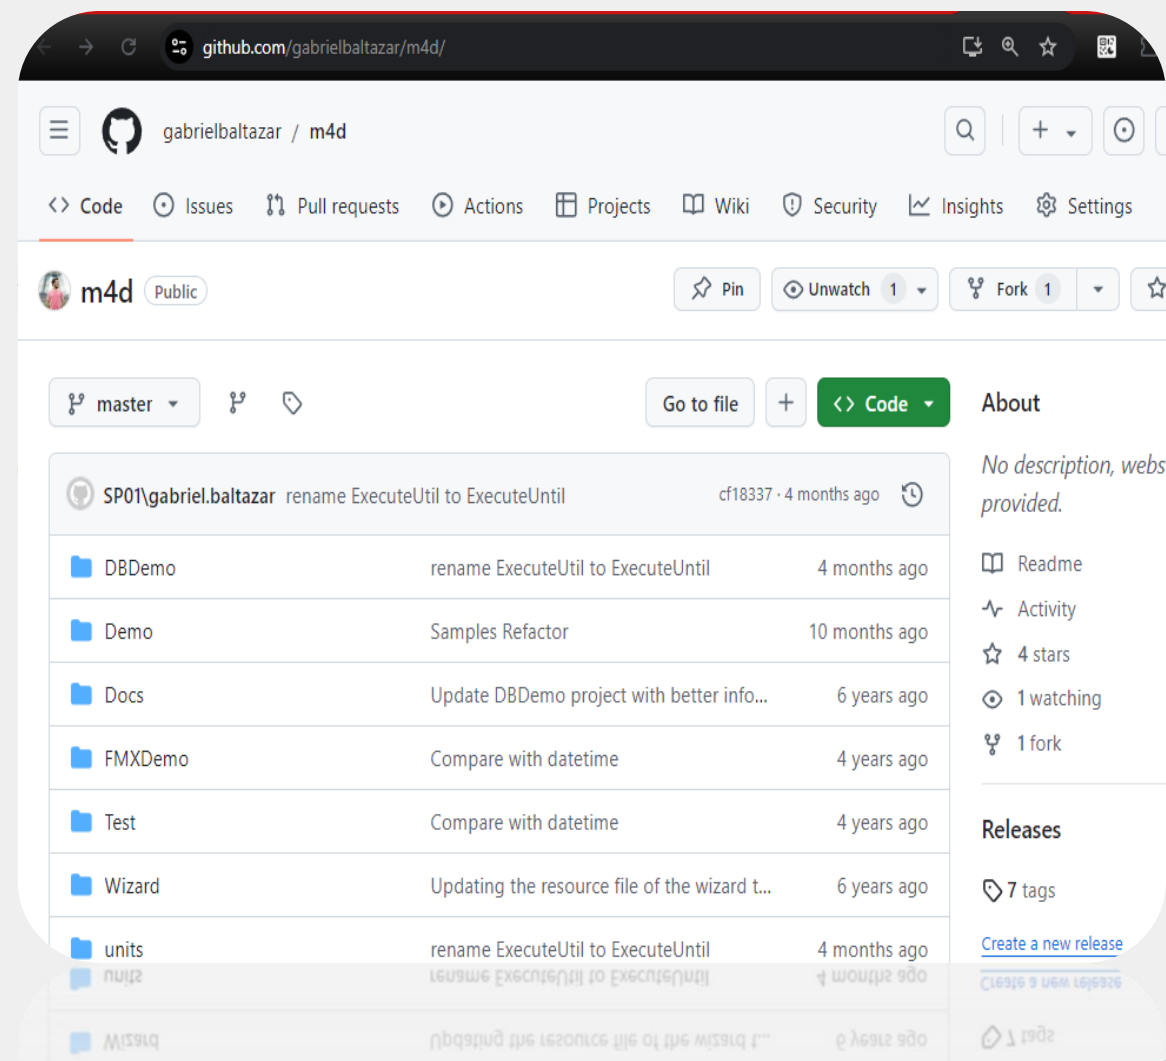 github.com/gabrielbaltazar/m4d/
gabrielbaltazar / m4d
Code Issues Pull requests Actions Projects Wiki Security Insights Settings
m4d Public Pin Unwatch 1 Fork 1
master Go to file + Code About
No description, webs
provided.
SP01\gabriel.baltazar rename ExecuteUtil to ExecuteUntil cf18337 · 4 months ago
DBDemo rename ExecuteUtil to ExecuteUntil 4 months ago
Readme
Demo Samples Refactor 10 months ago
Activity
4 stars
Docs Update DBDemo project with better info... 6 years ago
1 watching
FMXDemo Compare with datetime 4 years ago
1 fork
Test Compare with datetime 4 years ago
Releases
Wizard Updating the resource file of the wizard t... 6 years ago
7 tags
units rename ExecuteUtil to ExecuteUntil 4 months ago
Create a new release